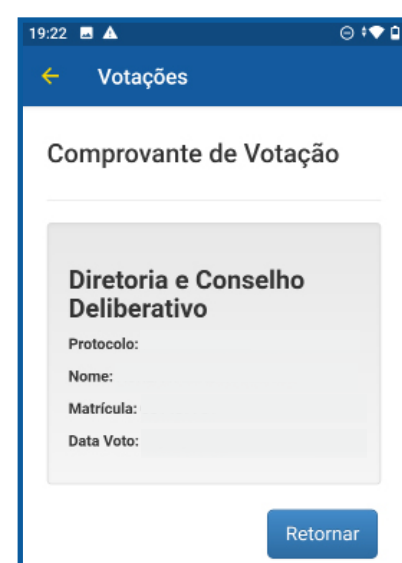 19:22
Votações
Comprovante de Votação
Diretoria e Conselho
Deliberativo
Protocolo:
Nome:
Matrícula:
Data Voto:
Retornar